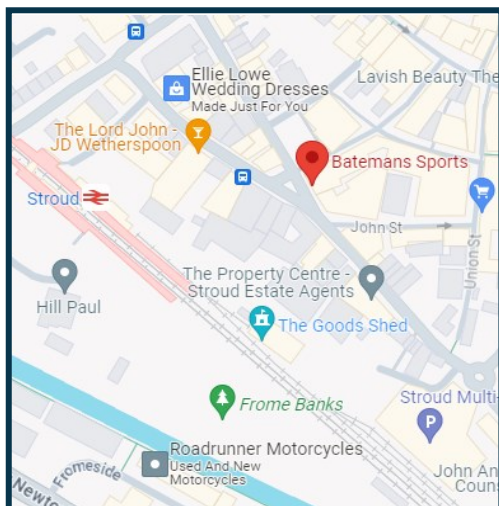 Ellie Lowe
Wedding Dresses
Made Just For You
Lavish Beauty The
The Lord John -
JD Wetherspoon
Batemans Sports
Stroud
John St
Union St
The Property Centre -
Stroud Estate Agents
Hill Paul
The Goods Shed
Frome Banks
Stroud Multi-
P
Roadrunner Motorcycles
Used And New
Motorcycles
John An
Couns
Fromeside
Newto